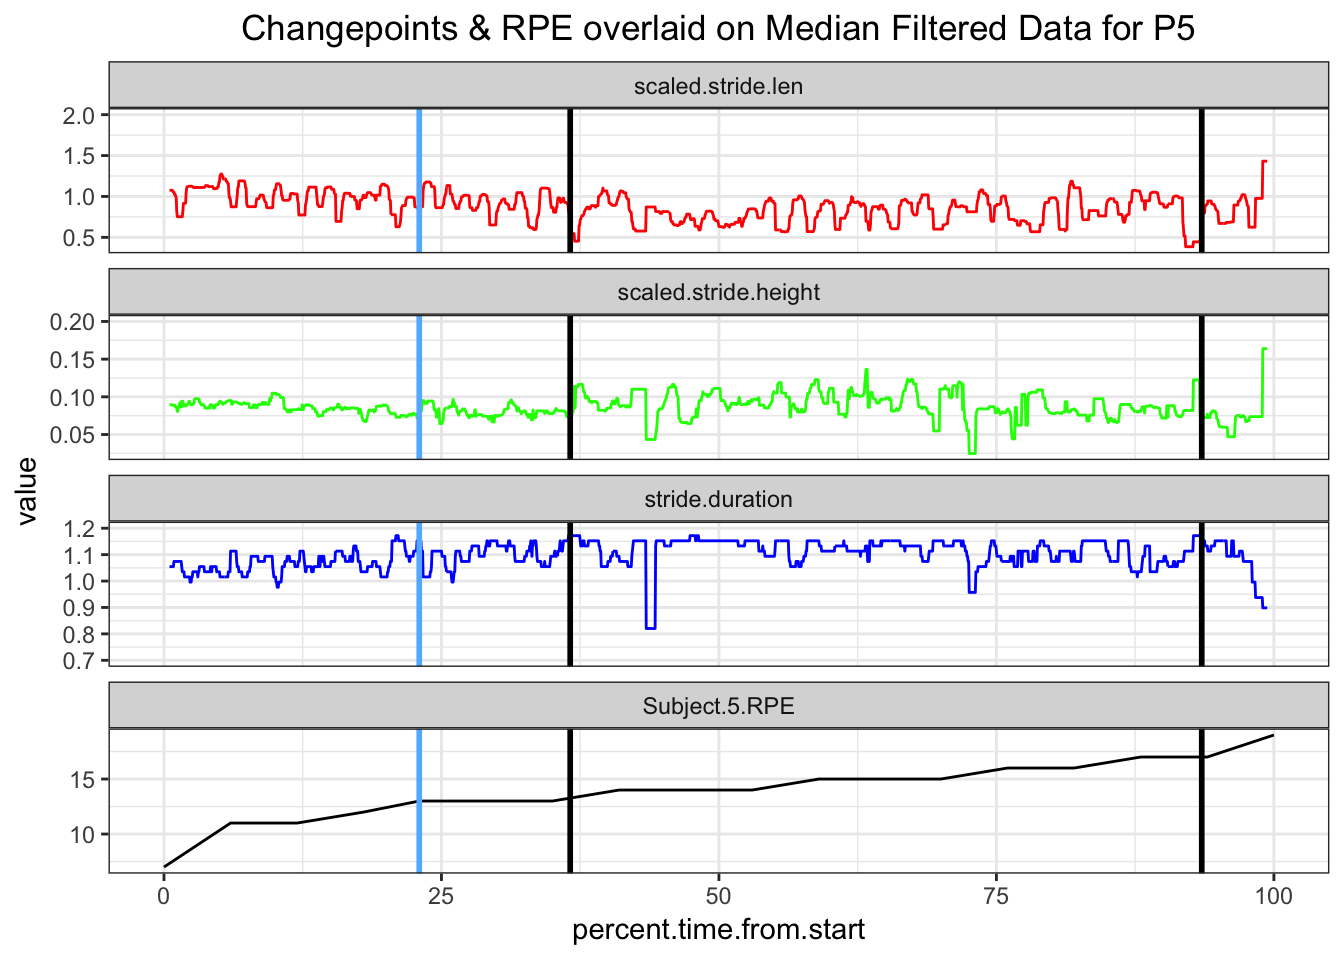 Changepoints & RPE overlaid on Median Filtered Data for P5
scaled.stride.len
2.0
1.5
1.0
0.5
scaled.stride.height
0.20
0.15
0.10
0.05
value
stride.duration
1.2
1.1
1.0
0.9
0.8
0.7
Subject.5.RPE
15
10
0 25 50 75 100
percent.time.from.start